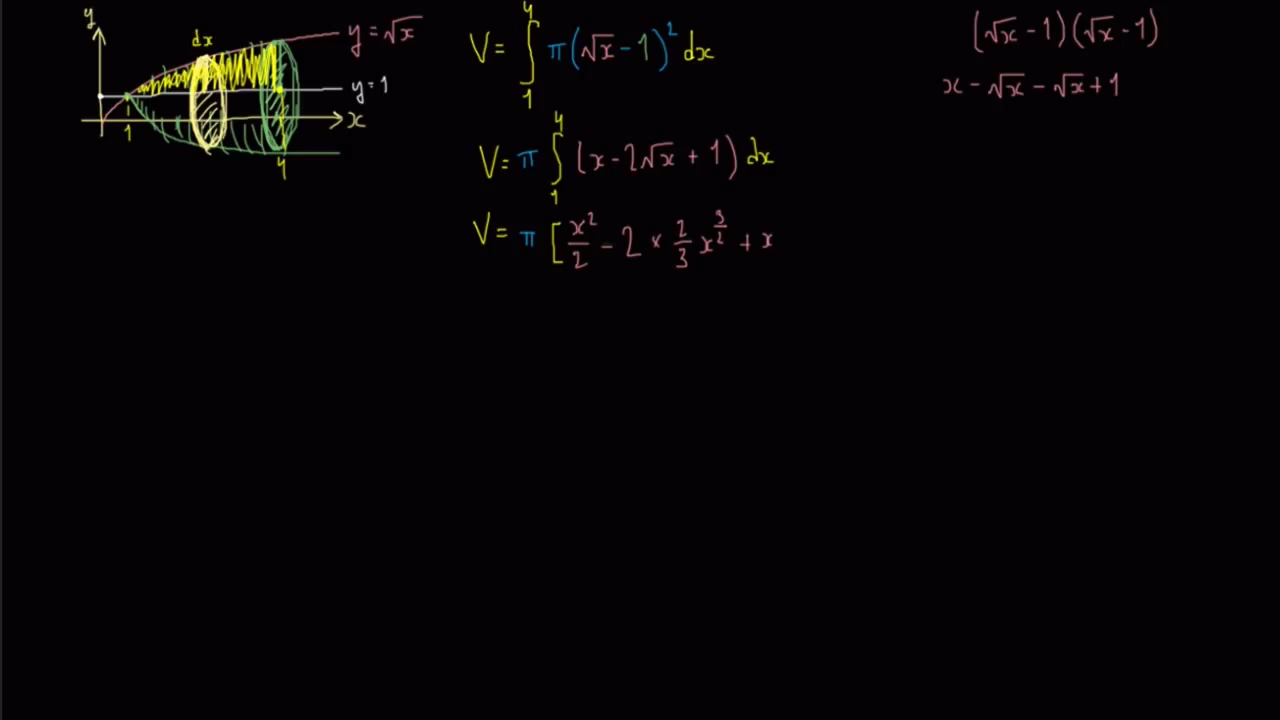 y
dx
y = √x
y = 1
x
1
4
V = ∫₁⁴ π(√x − 1)² dx
V = π ∫₁⁴ (x − 2√x + 1) dx
V = π [x²/2 − 2 × 2/3 x^(3/2) + x
(√x − 1)(√x − 1)
x − √x − √x + 1